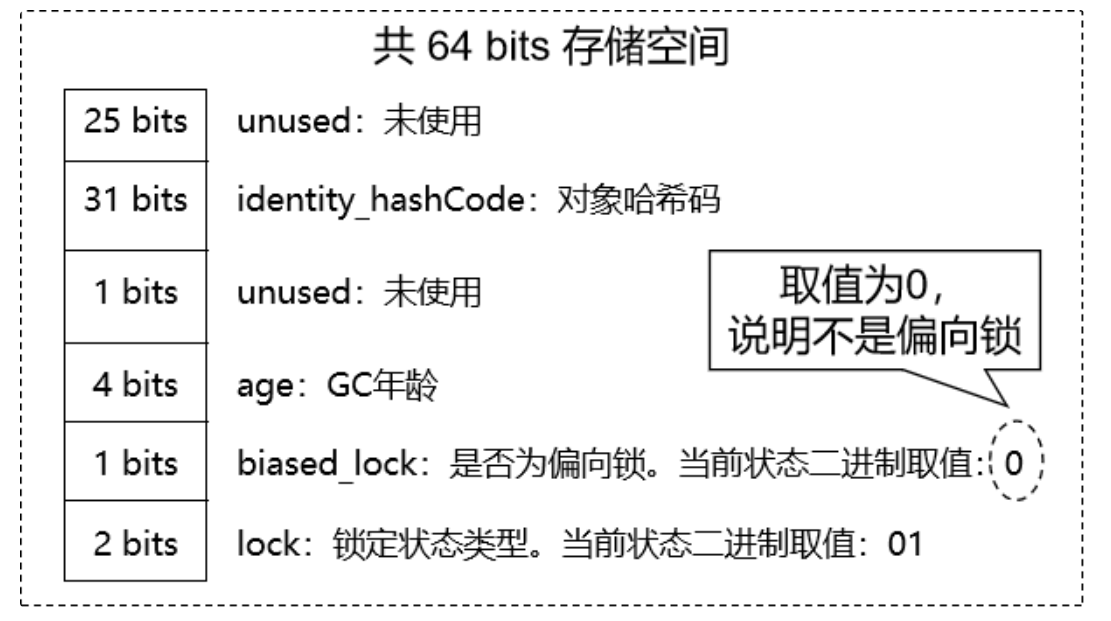 共 64 bits 存储空间
25 bits unused：未使用
31 bits identity_hashCode：对象哈希码
1 bits unused：未使用
取值为0，
说明不是偏向锁
4 bits age：GC年龄
1 bits biased_lock：是否为偏向锁。当前状态二进制取值：0
2 bits lock：锁定状态类型。当前状态二进制取值：01